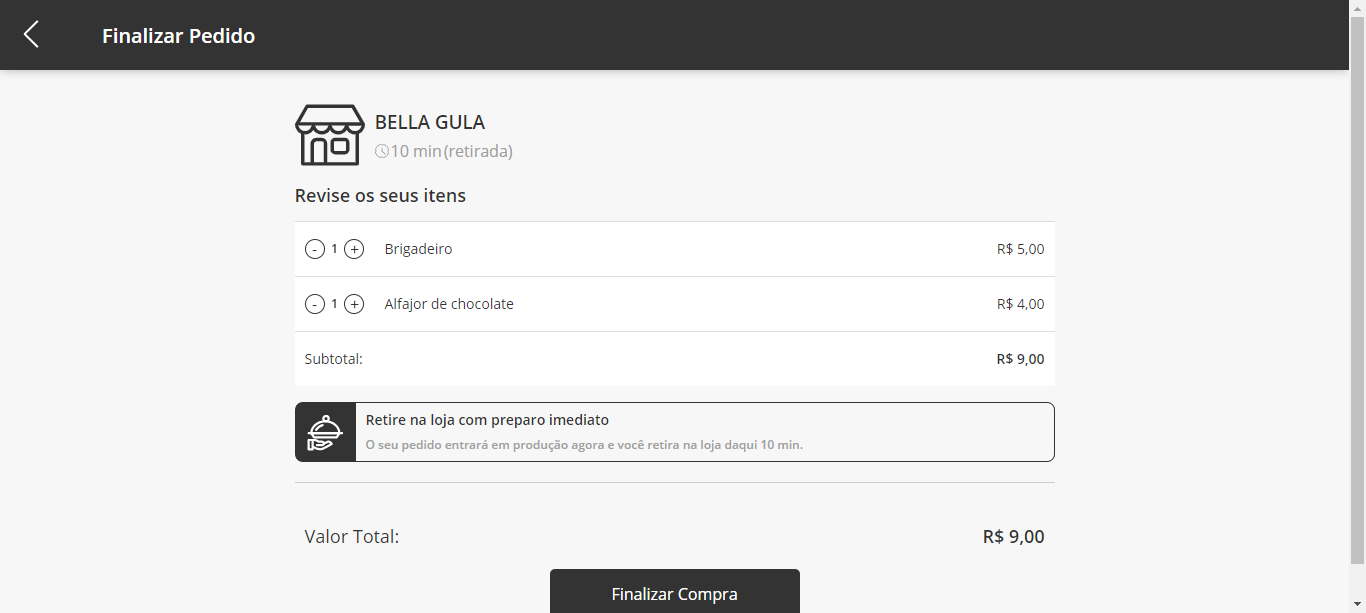 Finalizar Pedido
BELLA GULA
10 min (retirada)
Revise os seus itens
- 1 + Brigadeiro R$ 5,00
- 1 + Alfajor de chocolate R$ 4,00
Subtotal: R$ 9,00
Retire na loja com preparo imediato
O seu pedido entrará em produção agora e você retira na loja daqui 10 min.
Valor Total: R$ 9,00
Finalizar Compra